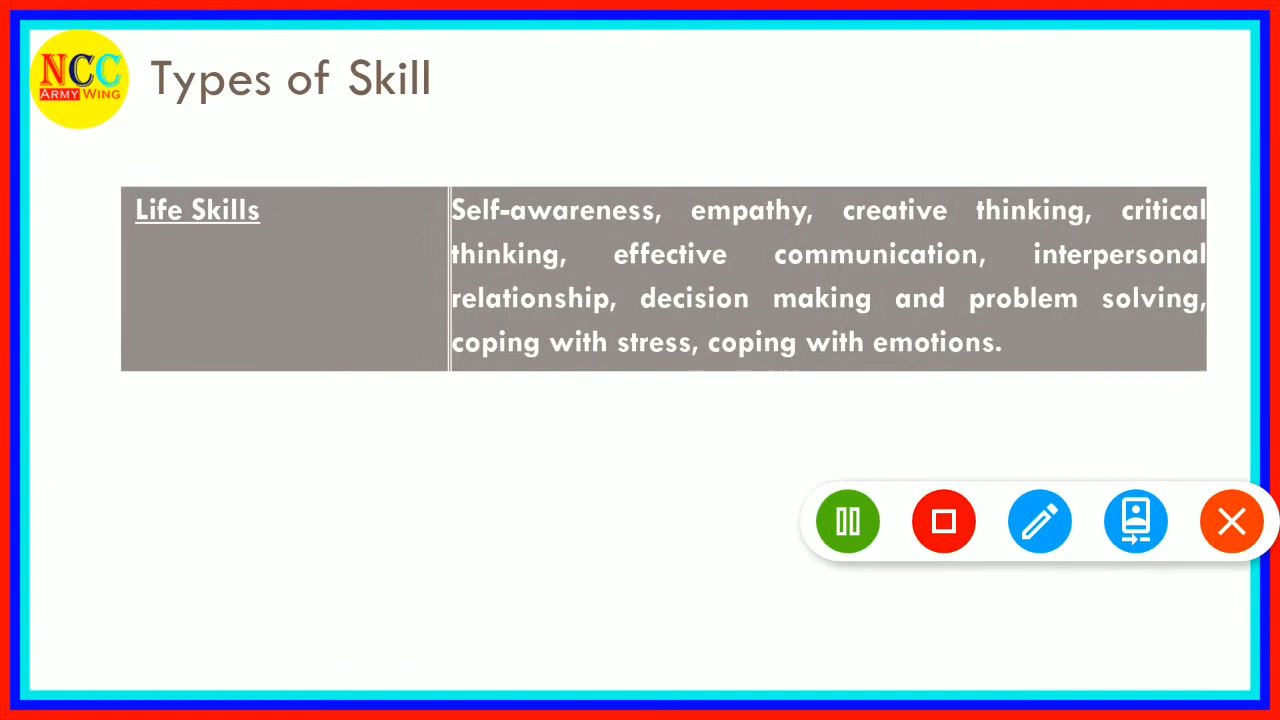 NCC
ARMY WING
Types of Skill
Life Skills
Self-awareness, empathy, creative thinking, critical
thinking, effective communication, interpersonal
relationship, decision making and problem solving,
coping with stress, coping with emotions.